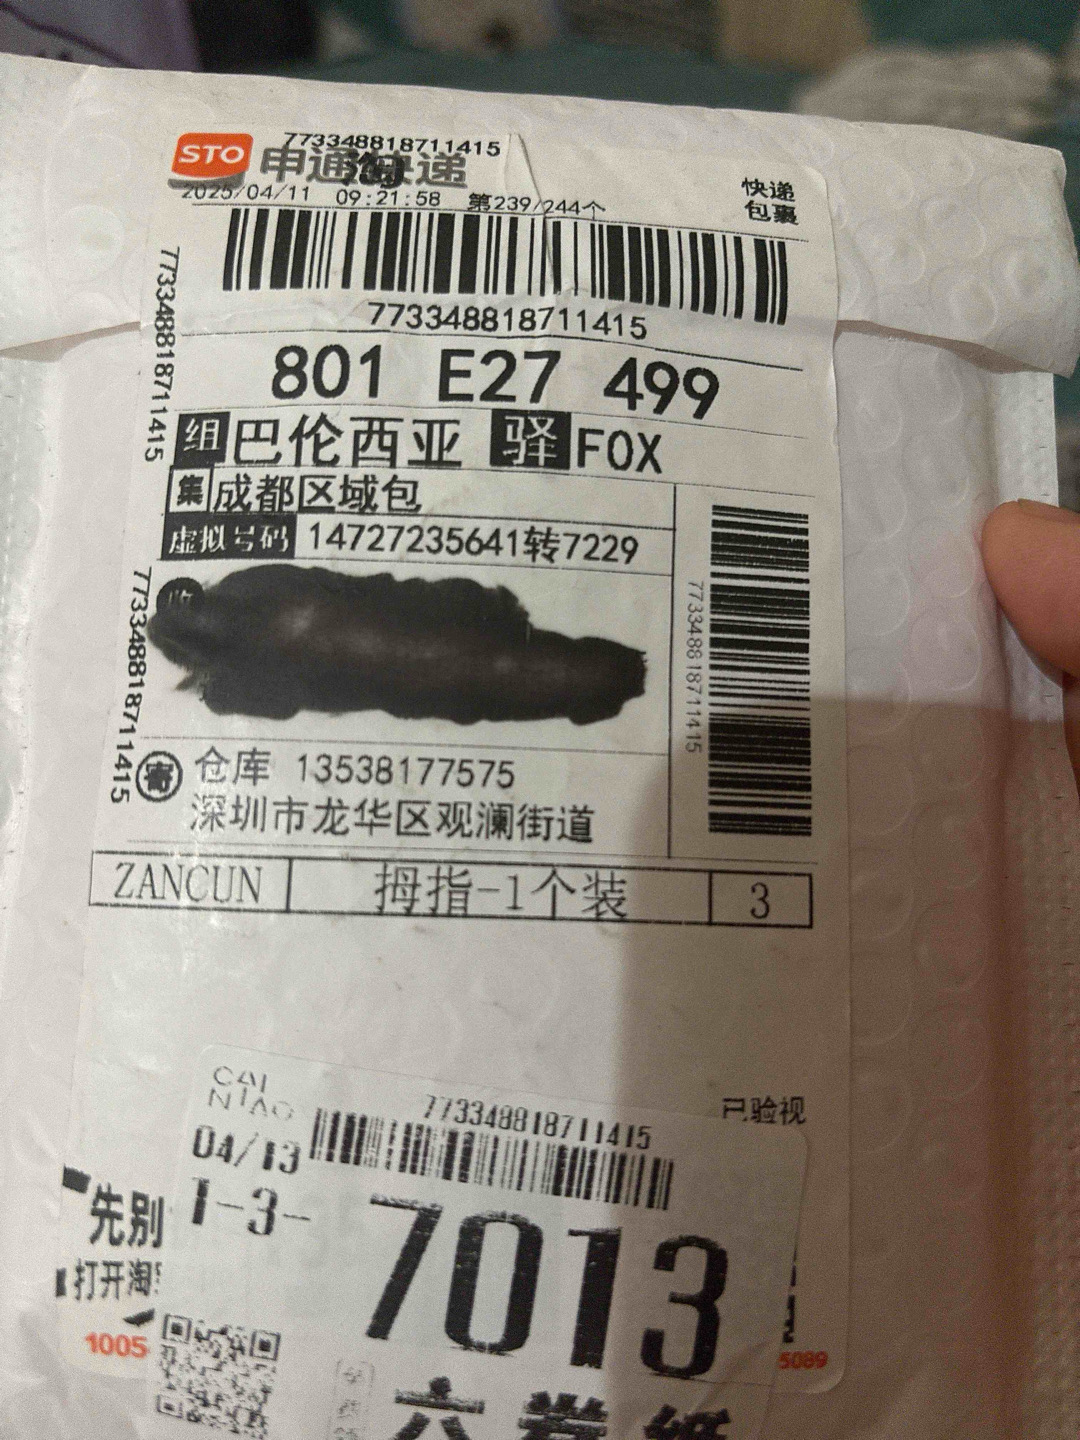 773348818711415
STO 申通快递
2025/04/11 09:21:58 第239/244个
快递
包裹
773348818711415
773348818711415
801 E27 499
组 巴伦西亚 驿 FOX
集 成都区域包
虚拟号码 14727235641转7229
773348818711415
773348818711415
寄 仓库 13538177575
深圳市龙华区观澜街道
ZANCUN 拇指-1个装 3
CAI
NIAO
773348818711415
已验视
04/13
1-3-
7013
先别
打开淘
1005
5089